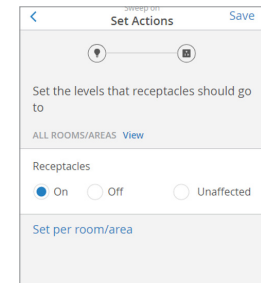 Sweep on
Set Actions
Save
Set the levels that receptacles should go
to
ALL ROOMS/AREAS View
Receptacles
On Off Unaffected
Set per room/area